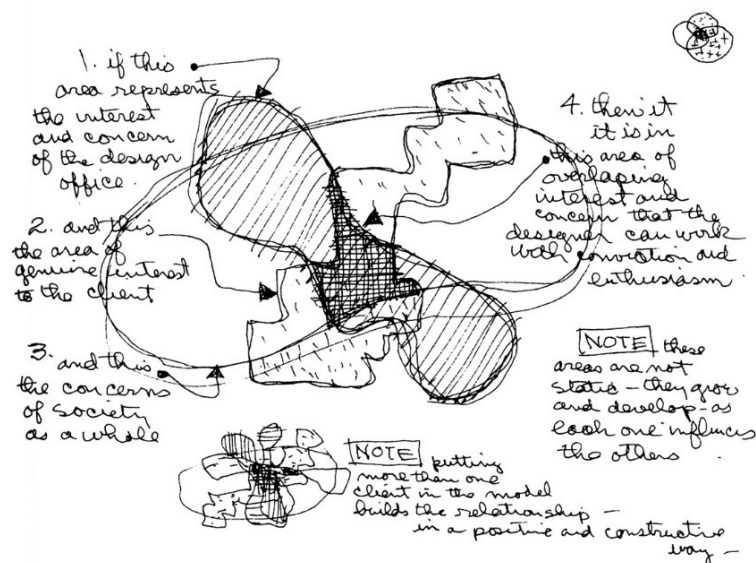 1. if this
area represents
the interest
and concern
of the design
office.
2. and this
the area of
genuine interest
to the client
3. and this
the concerns
of society
as a whole
4. then it
it is in
this area of
overlaping
interest and
concern that the
designer can work
with conviction and
enthusiasm
NOTE these
areas are not
static – they grow
and develop – as
each one influences
the others.
NOTE putting
more than one
client in the model
builds the relationship –
in a positive and constructive
way –